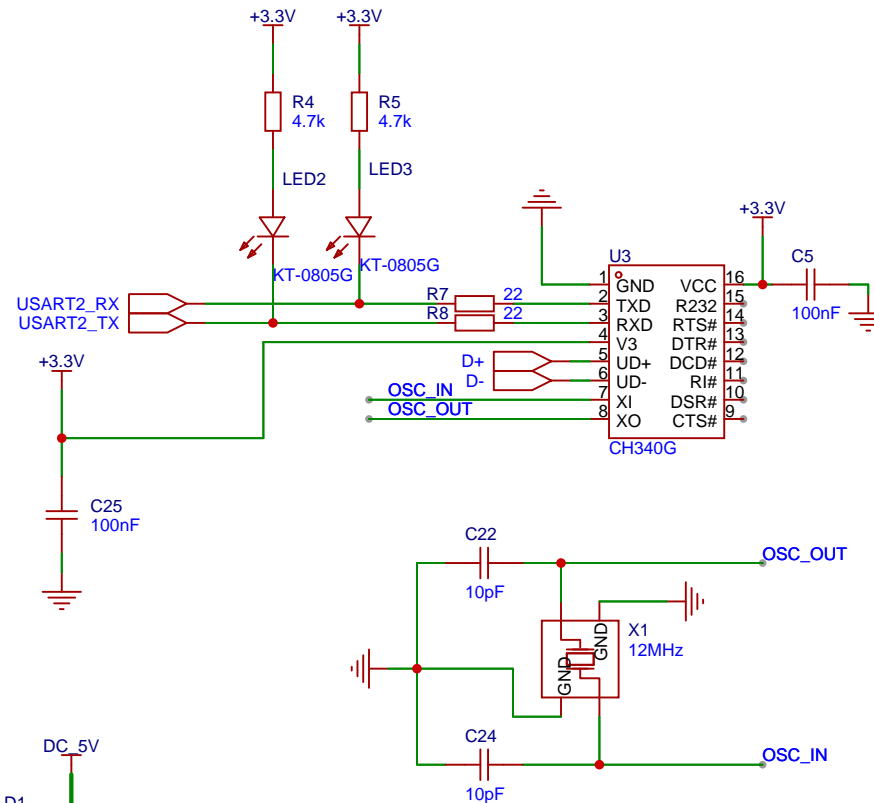 +3.3V
+3.3V
R4
4.7k
R5
4.7k
LED2
LED3
KT-0805G
KT-0805G
USART2_RX
USART2_TX
R7
22
R8
22
+3.3V
U3
C5
100nF
1
GND
VCC
16
2
TXD
R232
15
3
RXD
RTS#
14
4
V3
DTR#
13
5
UD+
DCD#
12
6
UD-
RI#
11
7
XI
DSR#
10
8
XO
CTS#
9
CH340G
D+
D-
OSC_IN
OSC_OUT
+3.3V
C25
100nF
C22
10pF
OSC_OUT
GND
GND
X1
12MHz
C24
10pF
OSC_IN
DC_5V
D1